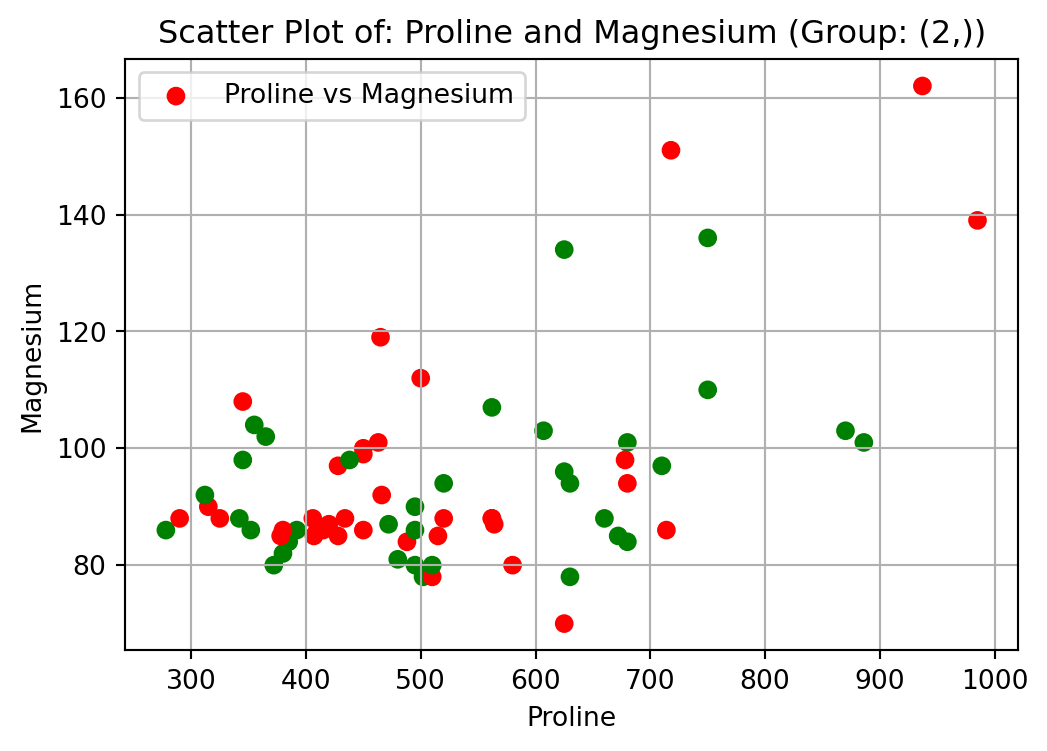 Scatter Plot of: Proline and Magnesium (Group: (2,))
Proline vs Magnesium
160
140
120
100
80
Magnesium
300 400 500 600 700 800 900 1000
Proline